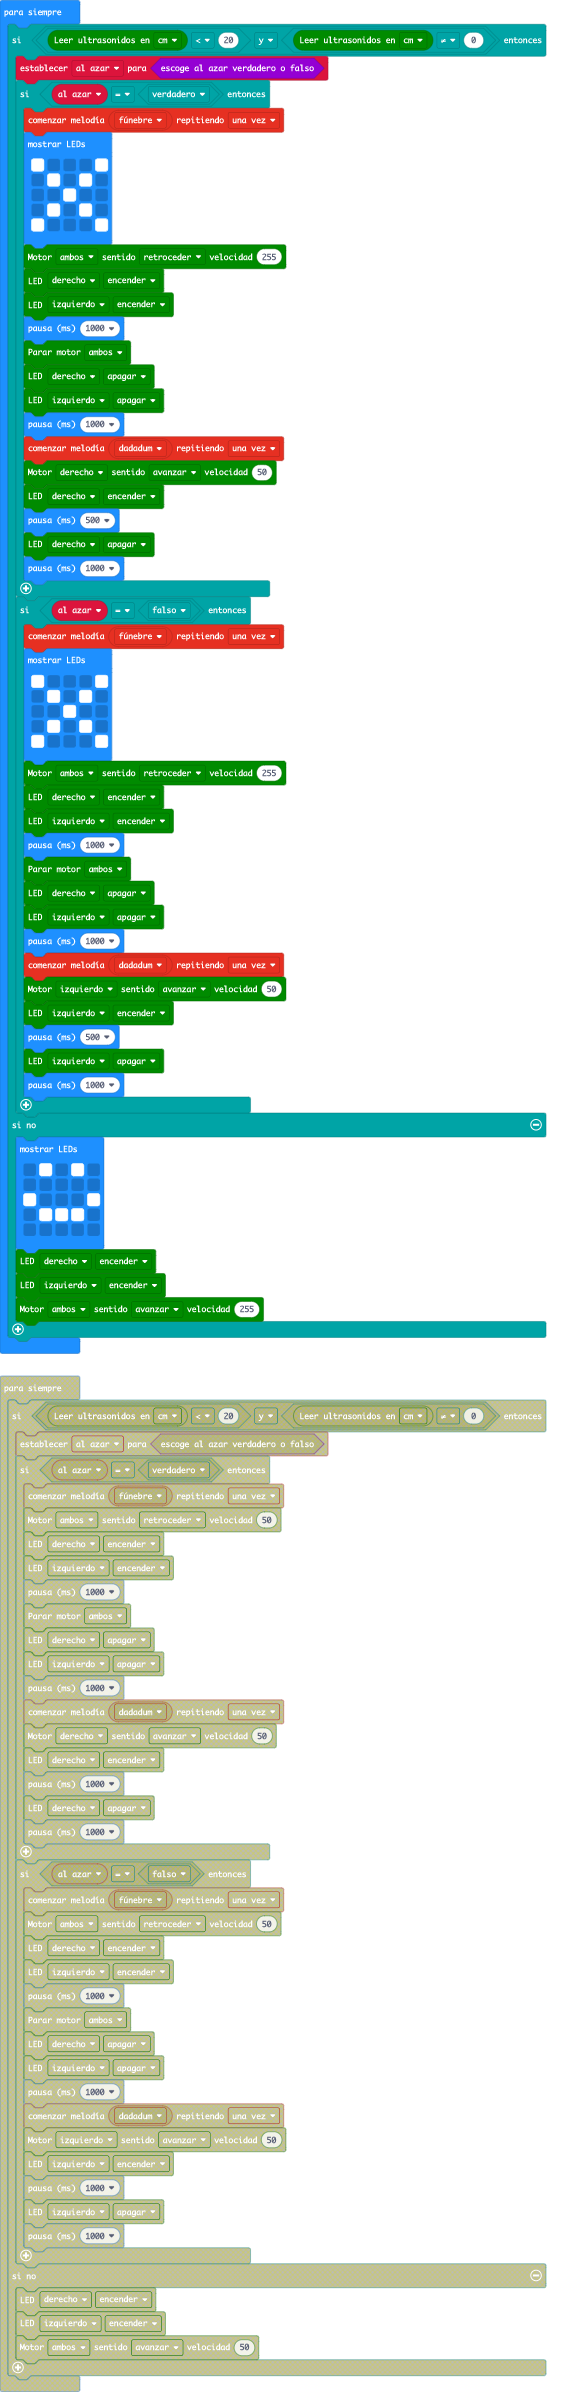 para siempre
si Leer ultrasonidos en cm < 20 y Leer ultrasonidos en cm ≠ 0 entonces
establecer al azar para escoge al azar verdadero o falso
si al azar = verdadero entonces
comenzar melodía fúnebre repitiendo una vez
mostrar LEDs
Motor ambos sentido retroceder velocidad 255
LED derecho encender
LED izquierdo encender
pausa (ms) 1000
Parar motor ambos
LED derecho apagar
LED izquierdo apagar
pausa (ms) 1000
comenzar melodía dadadum repitiendo una vez
Motor derecho sentido avanzar velocidad 50
LED derecho encender
pausa (ms) 500
LED derecho apagar
pausa (ms) 1000
si al azar = falso entonces
comenzar melodía fúnebre repitiendo una vez
mostrar LEDs
Motor ambos sentido retroceder velocidad 255
LED derecho encender
LED izquierdo encender
pausa (ms) 1000
Parar motor ambos
LED derecho apagar
LED izquierdo apagar
pausa (ms) 1000
comenzar melodía dadadum repitiendo una vez
Motor izquierdo sentido avanzar velocidad 50
LED izquierdo encender
pausa (ms) 500
LED izquierdo apagar
pausa (ms) 1000
si no
mostrar LEDs
LED derecho encender
LED izquierdo encender
Motor ambos sentido avanzar velocidad 255
para siempre
si Leer ultrasonidos en cm < 20 y Leer ultrasonidos en cm ≠ 0 entonces
establecer al azar para escoge al azar verdadero o falso
si al azar = verdadero entonces
comenzar melodía fúnebre repitiendo una vez
Motor ambos sentido retroceder velocidad 50
LED derecho encender
LED izquierdo encender
pausa (ms) 1000
Parar motor ambos
LED derecho apagar
LED izquierdo apagar
pausa (ms) 1000
comenzar melodía dadadum repitiendo una vez
Motor derecho sentido avanzar velocidad 50
LED derecho encender
pausa (ms) 1000
LED derecho apagar
pausa (ms) 1000
si al azar = falso entonces
comenzar melodía fúnebre repitiendo una vez
Motor ambos sentido retroceder velocidad 50
LED derecho encender
LED izquierdo encender
pausa (ms) 1000
Parar motor ambos
LED derecho apagar
LED izquierdo apagar
pausa (ms) 1000
comenzar melodía dadadum repitiendo una vez
Motor izquierdo sentido avanzar velocidad 50
LED izquierdo encender
pausa (ms) 1000
LED izquierdo apagar
pausa (ms) 1000
si no
LED derecho encender
LED izquierdo encender
Motor ambos sentido avanzar velocidad 50